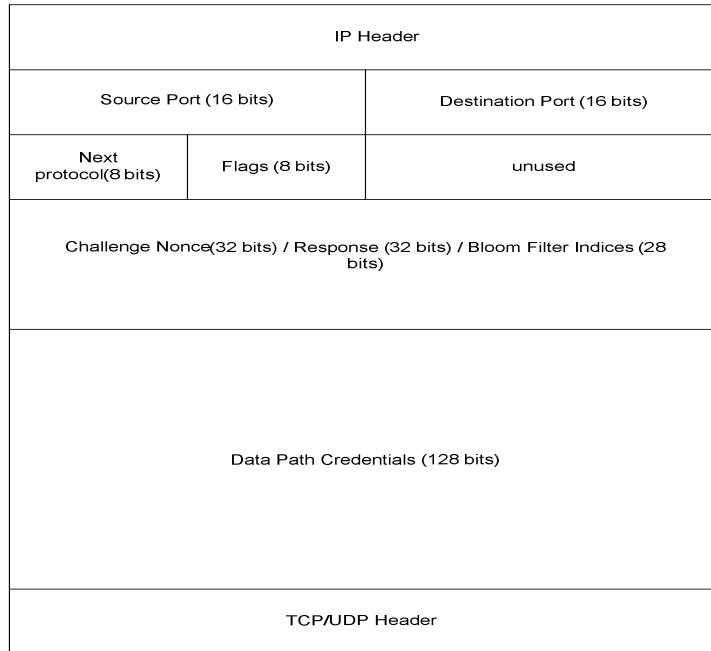 IP Header
Source Port (16 bits)
Destination Port (16 bits)
Next
protocol(8 bits)
Flags (8 bits)
unused
Challenge Nonce(32 bits) / Response (32 bits) / Bloom Filter Indices (28
bits)
Data Path Credentials (128 bits)
TCP/UDP Header